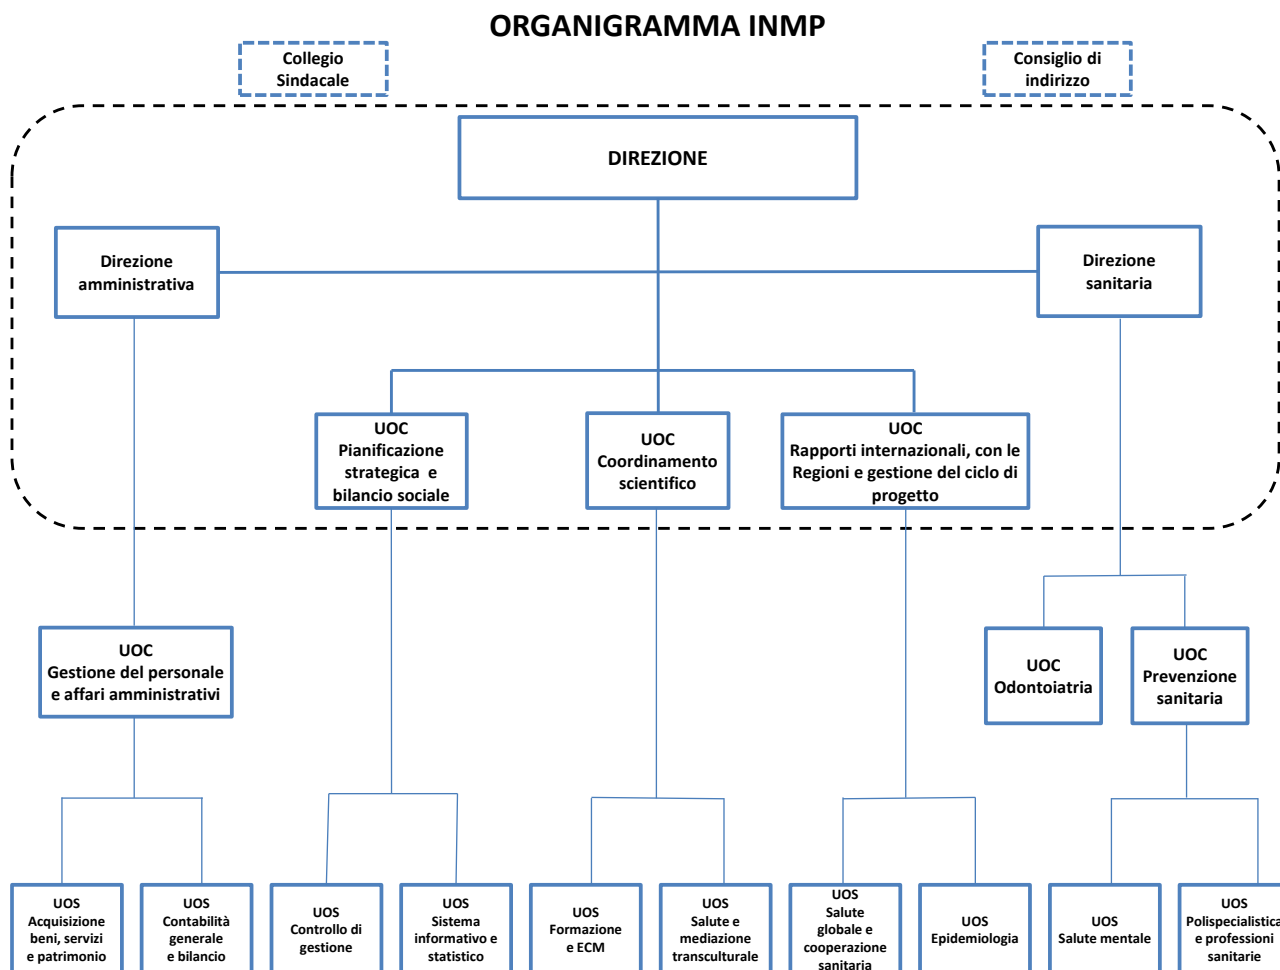 ORGANIGRAMMA INMP
Collegio
Sindacale
Consiglio di
indirizzo
DIREZIONE
Direzione
amministrativa
Direzione
sanitaria
UOC
Pianificazione
strategica e
bilancio sociale
UOC
Coordinamento
scientifico
UOC
Rapporti internazionali, con le
Regioni e gestione del ciclo di
progetto
UOC
Gestione del personale
e affari amministrativi
UOC
Odontoiatria
UOC
Prevenzione
sanitaria
UOS
Acquisizione
beni, servizi
e patrimonio
UOS
Contabilità
generale
e bilancio
UOS
Controllo di
gestione
UOS
Sistema
informativo e
statistico
UOS
Formazione
e ECM
UOS
Salute e
mediazione
transculturale
UOS
Salute
globale e
cooperazione
sanitaria
UOS
Epidemiologia
UOS
Salute mentale
UOS
Polispecialistica
e professioni
sanitarie